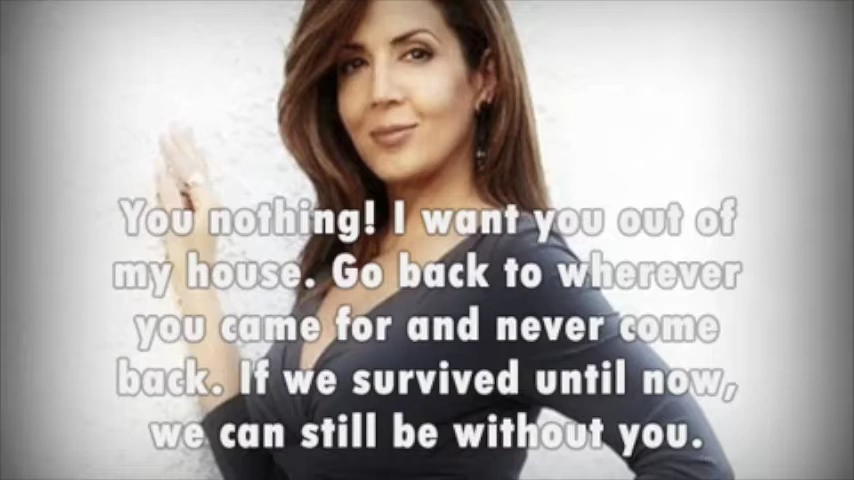 You nothing! I want you out of
my house. Go back to wherever
you came for and never come
back. If we survived until now,
we can still be without you.